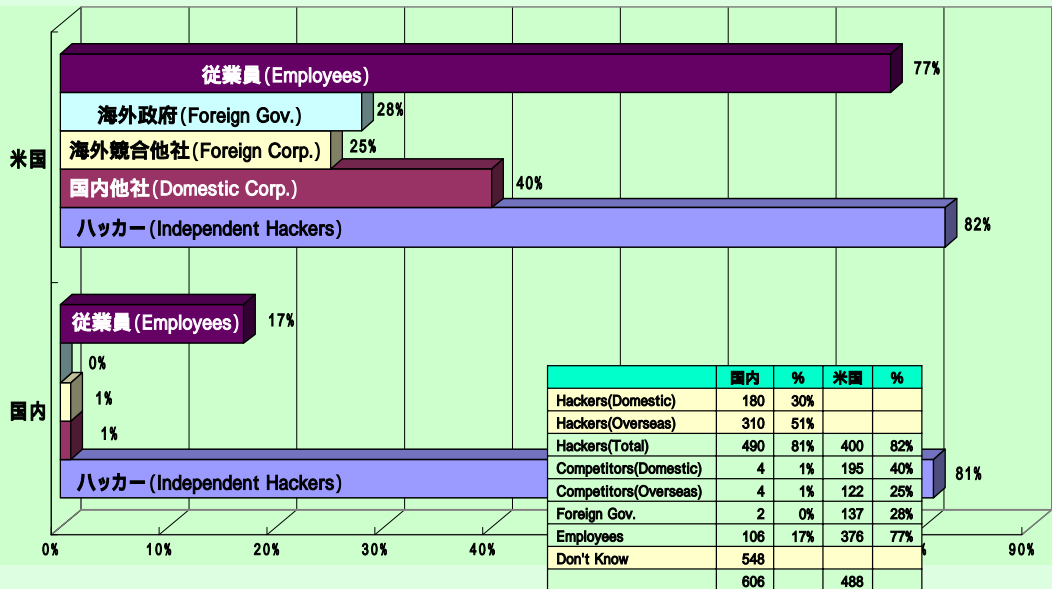 米国
従業員(Employees)
77%
海外政府(Foreign Gov.)
28%
海外競合他社(Foreign Corp.)
25%
国内他社(Domestic Corp.)
40%
ハッカー(Independent Hackers)
82%
国内
従業員(Employees)
17%
0%
1%
1%
ハッカー(Independent Hackers)
81%
0% 10% 20% 30% 40% % 90%
国内 % 米国 %
Hackers(Domestic) 180 30%
Hackers(Overseas) 310 51%
Hackers(Total) 490 81% 400 82%
Competitors(Domestic) 4 1% 195 40%
Competitors(Overseas) 4 1% 122 25%
Foreign Gov. 2 0% 137 28%
Employees 106 17% 376 77%
Don't Know 548
606 488